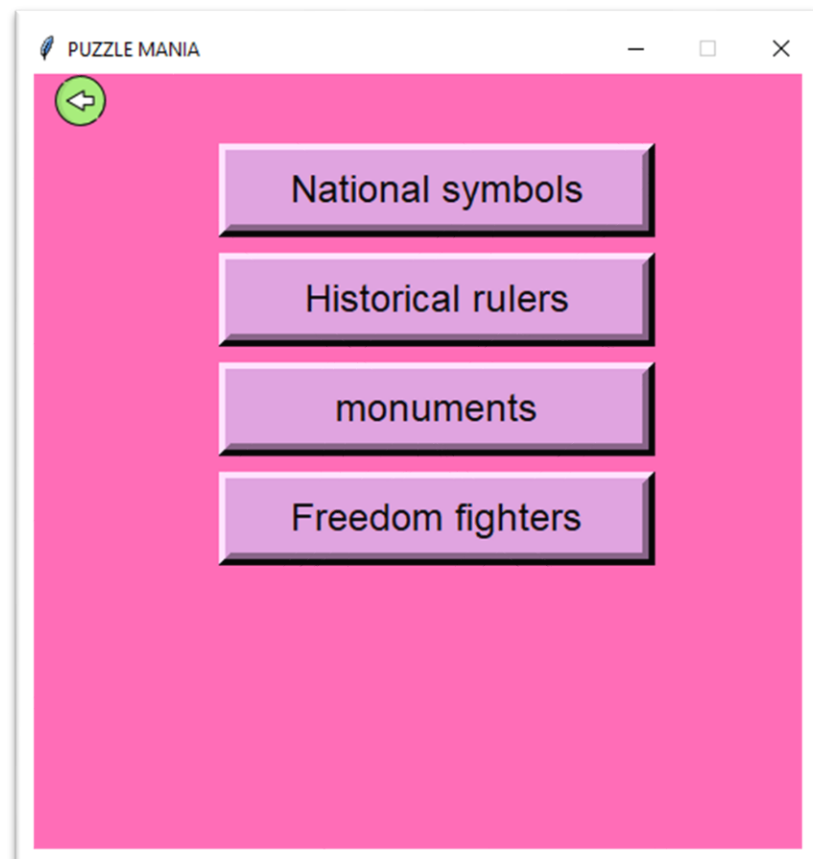 PUZZLE MANIA
National symbols
Historical rulers
monuments
Freedom fighters